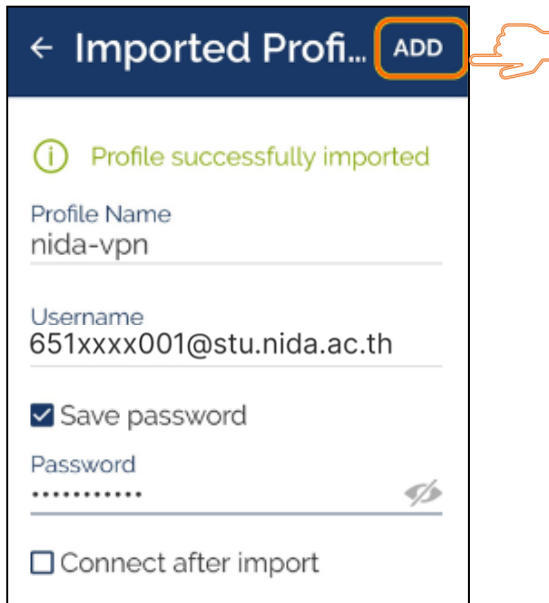 Imported Profi... ADD
Profile successfully imported
Profile Name
nida-vpn
Username
651xxxx001@stu.nida.ac.th
Save password
Password
•••••••••••
Connect after import